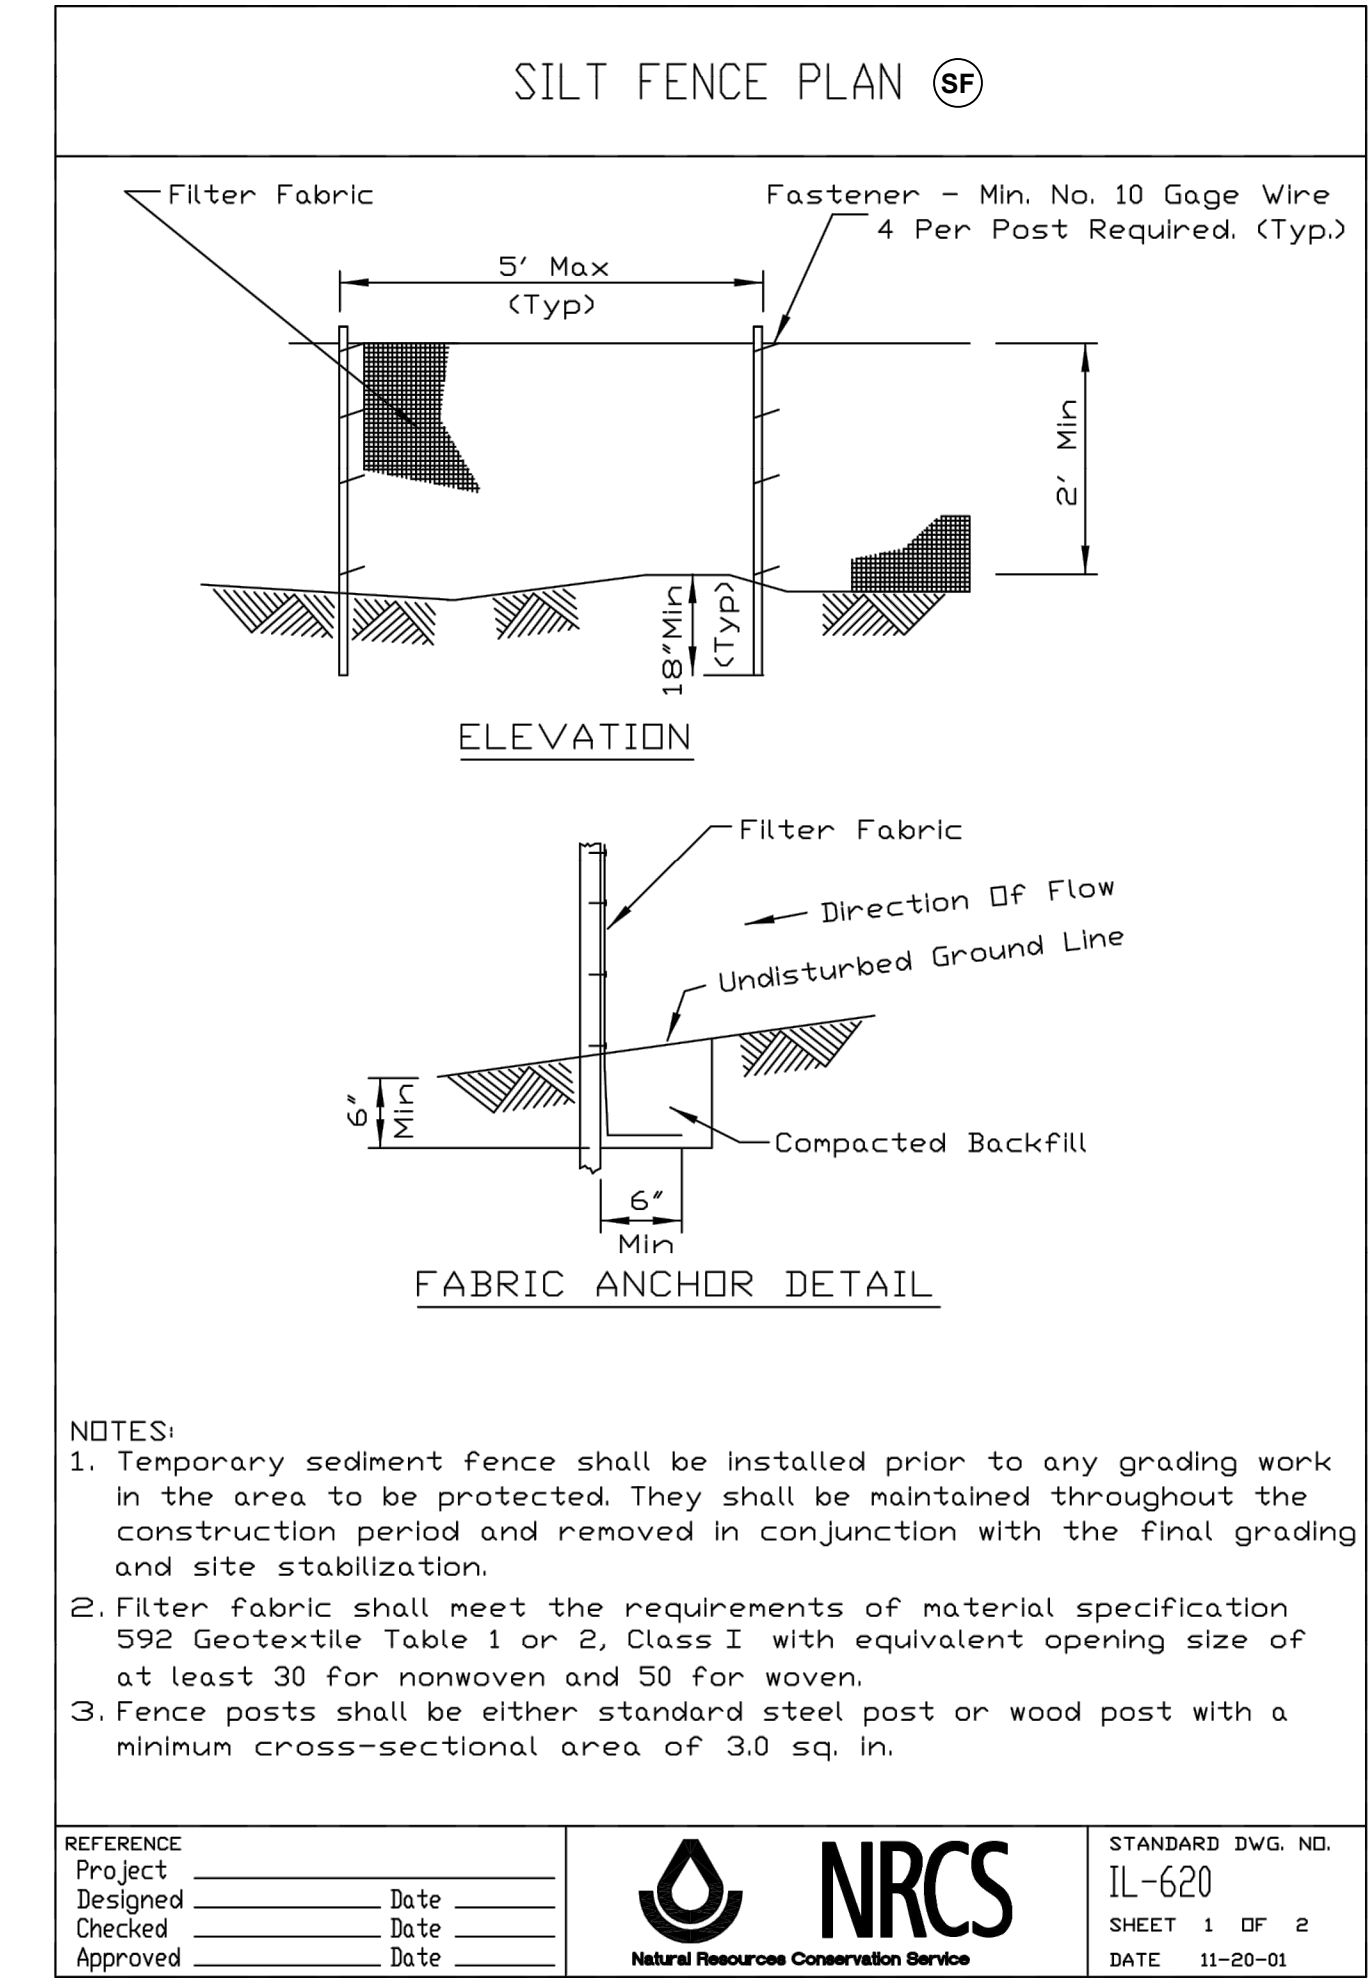 SILT FENCE PLAN SF
Filter Fabric
Fastener - Min. No. 10 Gage Wire
4 Per Post Required. (Typ.)
5' Max
(Typ)
2' Min
18" Min
(Typ)
ELEVATION
Filter Fabric
Direction Of Flow
Undisturbed Ground Line
6"
Min
Compacted Backfill
6"
Min
FABRIC ANCHOR DETAIL
NOTES:
1. Temporary sediment fence shall be installed prior to any grading work
in the area to be protected. They shall be maintained throughout the
construction period and removed in conjunction with the final grading
and site stabilization.
2. Filter fabric shall meet the requirements of material specification
592 Geotextile Table 1 or 2, Class I with equivalent opening size of
at least 30 for nonwoven and 50 for woven.
3. Fence posts shall be either standard steel post or wood post with a
minimum cross-sectional area of 3.0 sq. in.
REFERENCE
Project
Designed Date
Checked Date
Approved Date
NRCS
Natural Resources Conservation Service
STANDARD DWG. NO.
IL-620
SHEET 1 OF 2
DATE 11-20-01